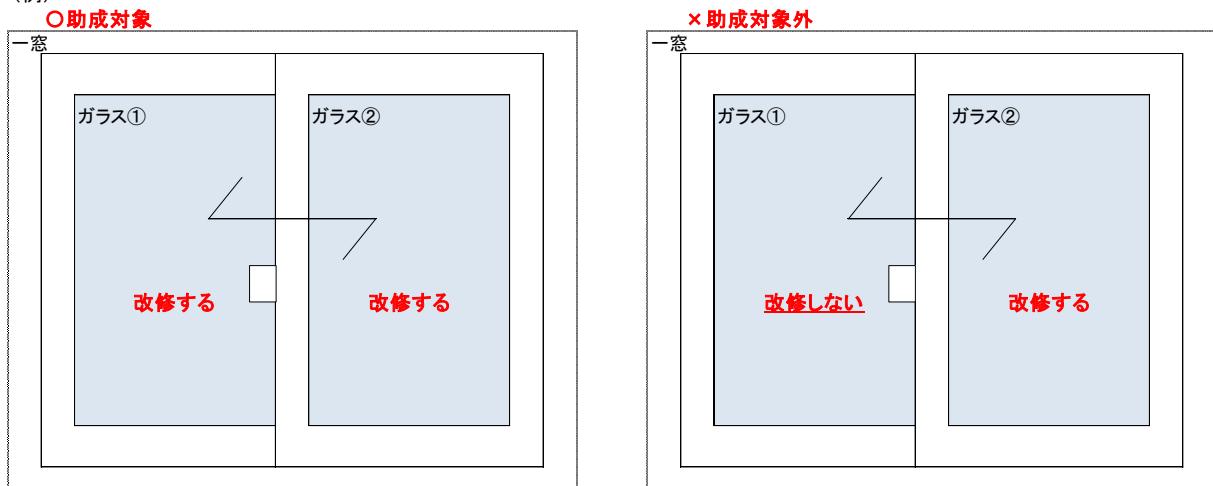 ○助成対象
一窓
ガラス①
ガラス②
改修する
改修する
×助成対象外
一窓
ガラス①
ガラス②
改修しない
改修する